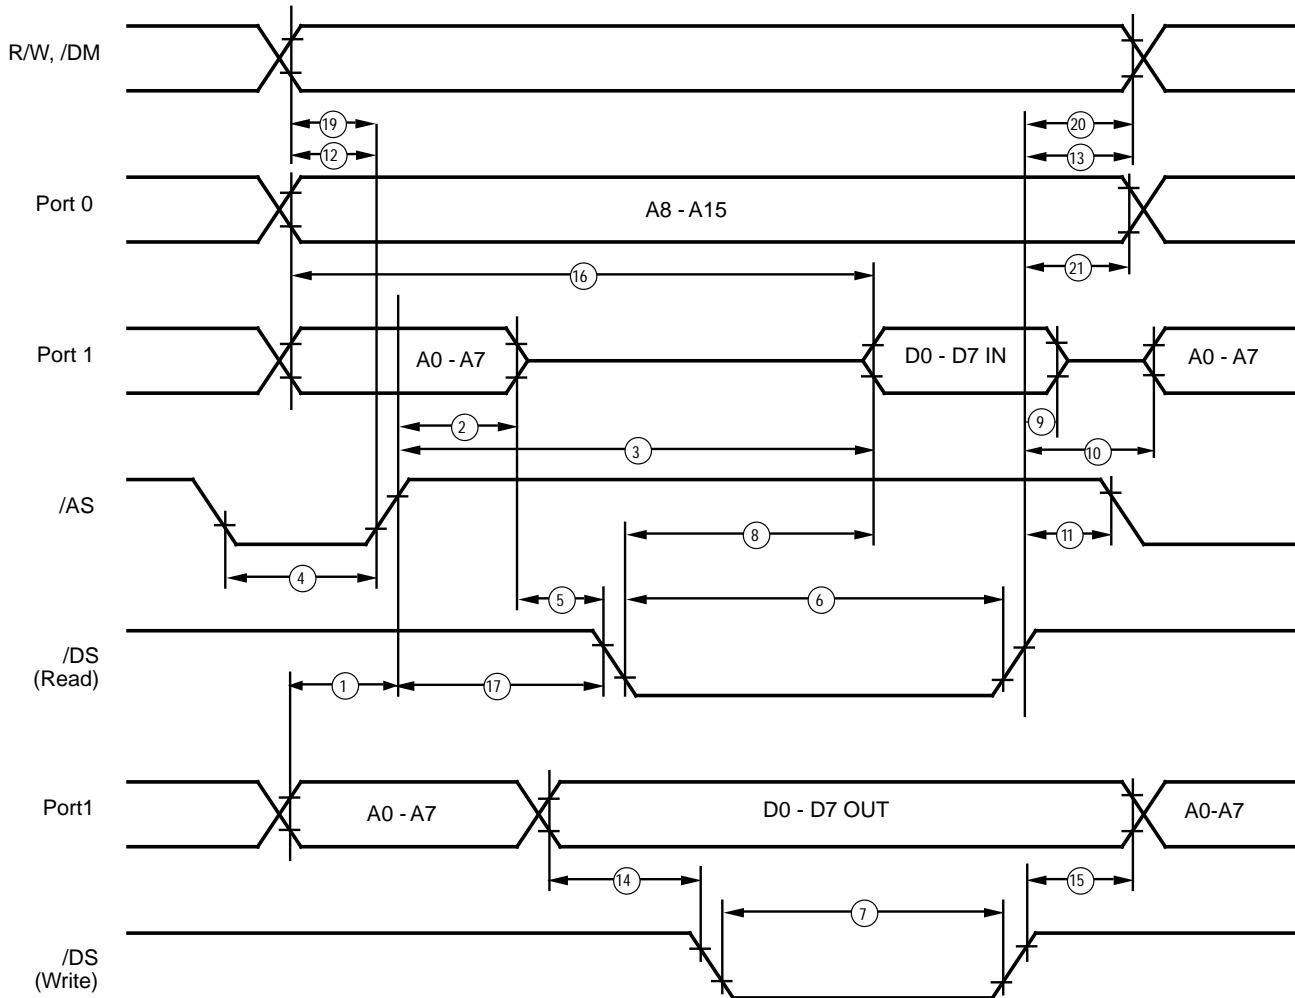 R/W, /DM
19
20
12
13
Port 0
A8 - A15
16
21
Port 1
A0 - A7
D0 - D7 IN
A0 - A7
2
9
3
10
/AS
8
11
4
5
6
/DS
(Read)
1
17
Port1
A0 - A7
D0 - D7 OUT
A0-A7
14
15
7
/DS
(Write)